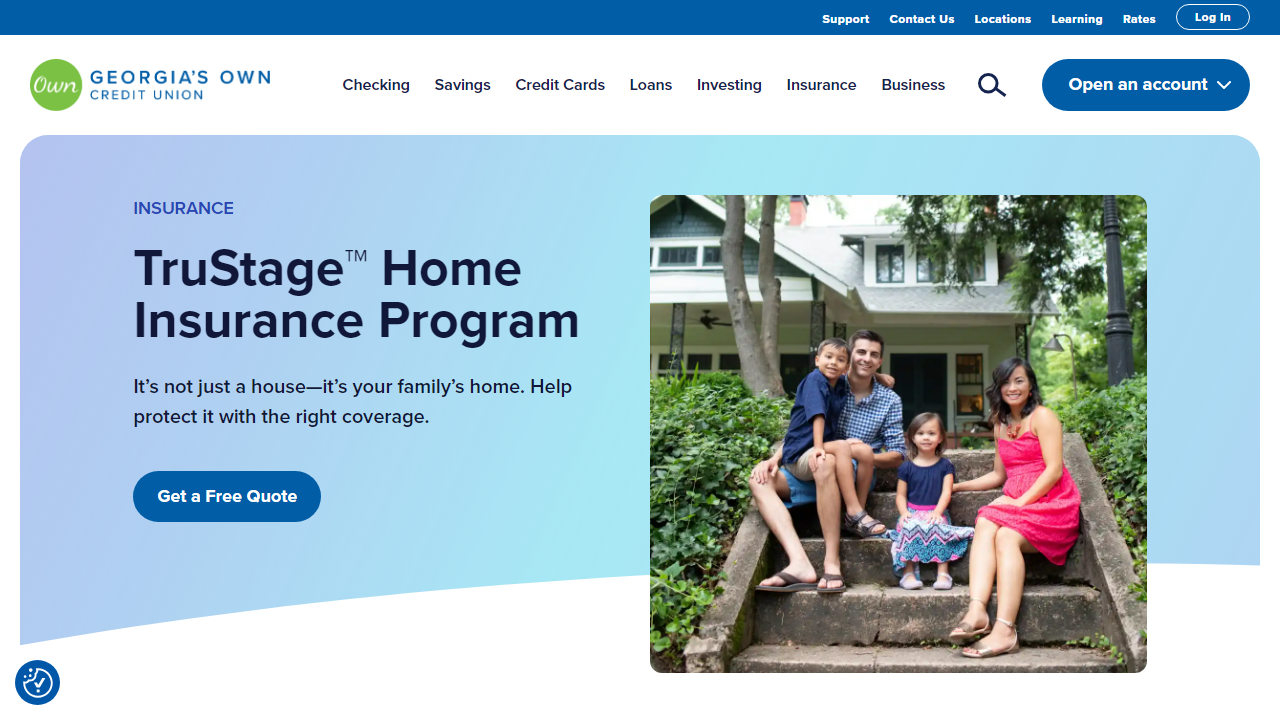 Support Contact Us Locations Learning Rates Log In
Own GEORGIA'S OWN
CREDIT UNION
Checking Savings Credit Cards Loans Investing Insurance Business Open an account
INSURANCE
TruStage™ Home
Insurance Program
It's not just a house—it's your family's home. Help
protect it with the right coverage.
Get a Free Quote